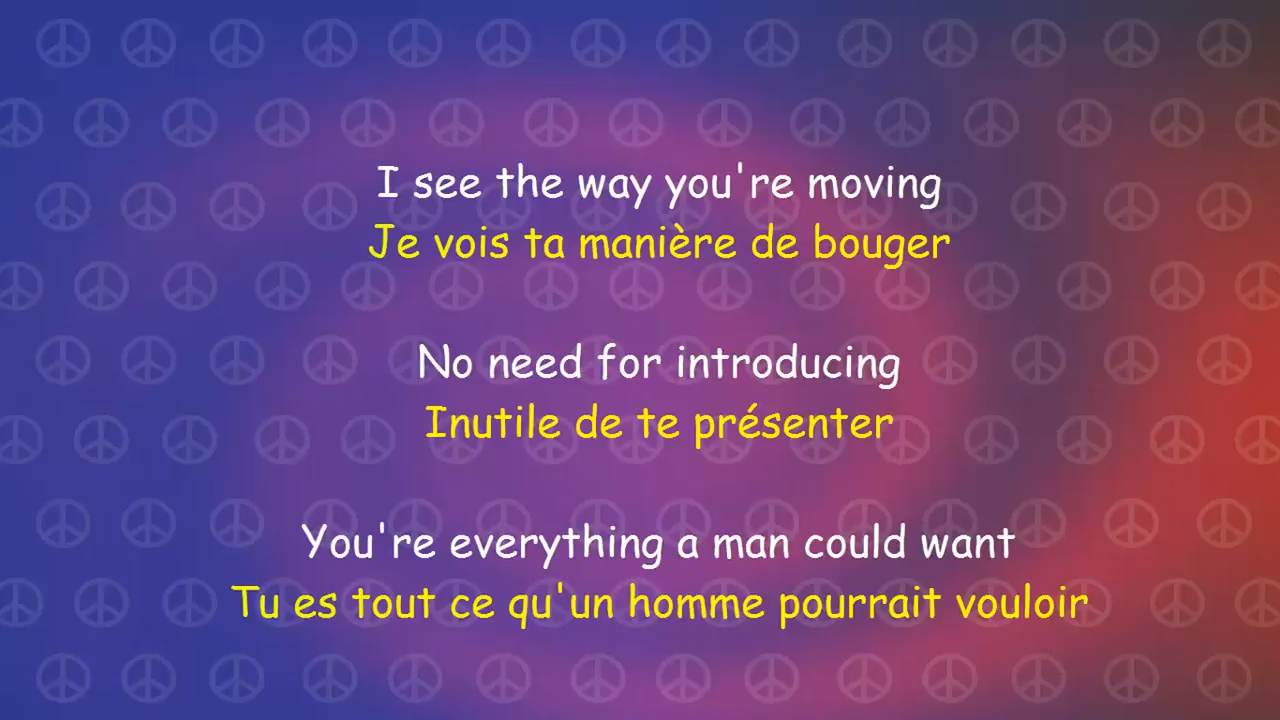 I see the way you're moving
Je vois ta manière de bouger
No need for introducing
Inutile de te présenter
You're everything a man could want
Tu es tout ce qu'un homme pourrait vouloir